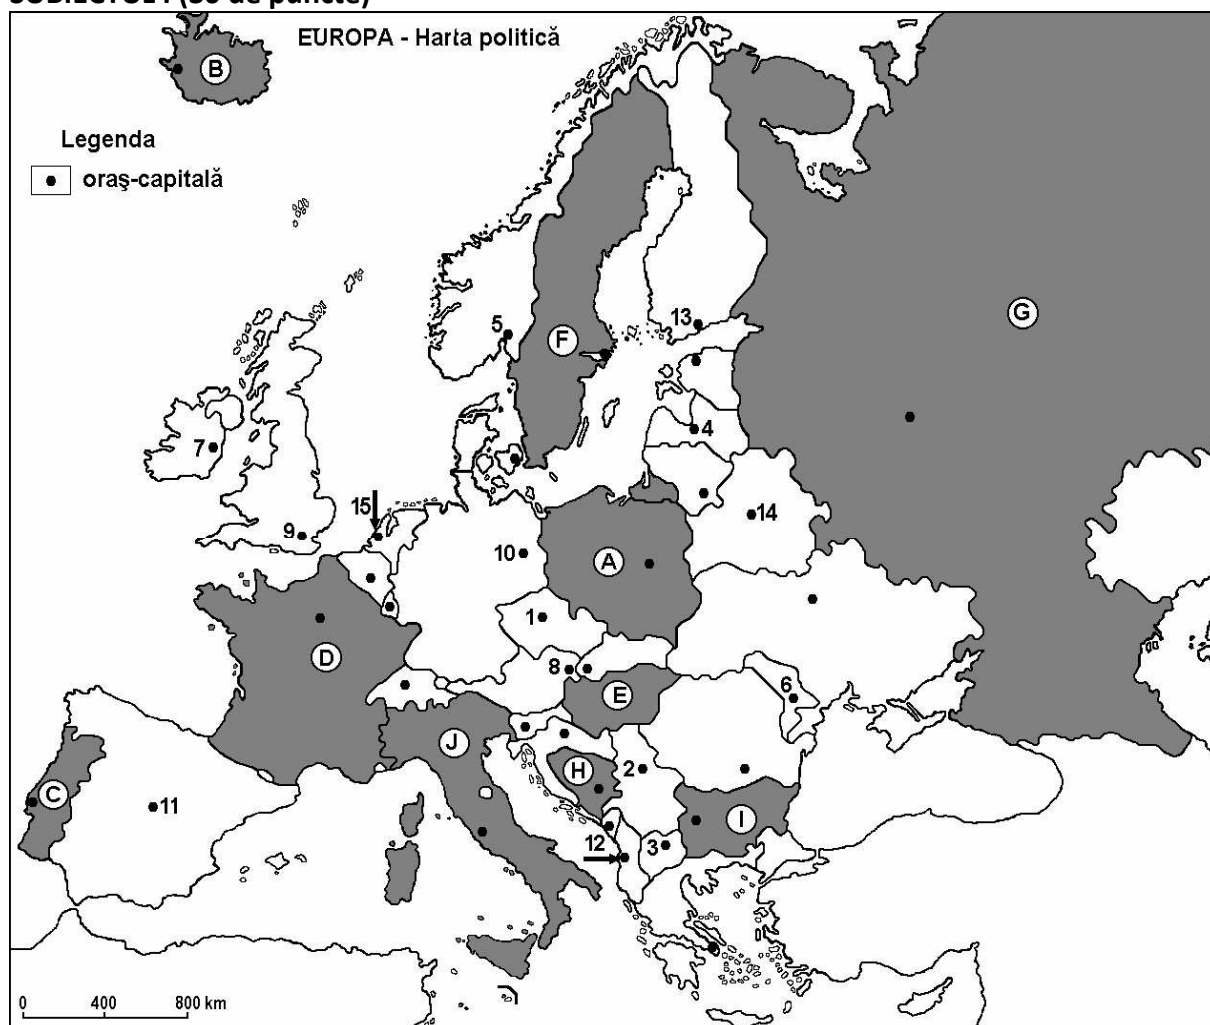 SUBIECTUL I (30 de puncte)
EUROPA - Harta politică
B
Legenda
oraş-capitală
G
13
5
F
4
7
15
14
9
10
A
1
D
8
E
6
J
H
2
C
11
I
12
3
0 400 800 km